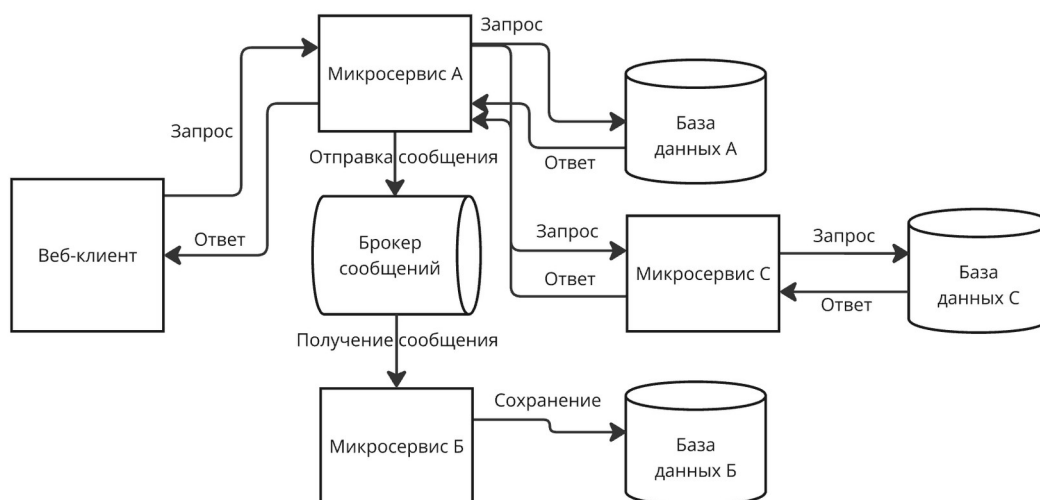 Запрос
Микросервис А
База
данных А
Запрос
Ответ
Отправка сообщения
Веб-клиент
Ответ
Брокер
сообщений
Запрос
Ответ
Микросервис С
Запрос
Ответ
База
данных С
Получение сообщения
Микросервис Б
Сохранение
База
данных Б